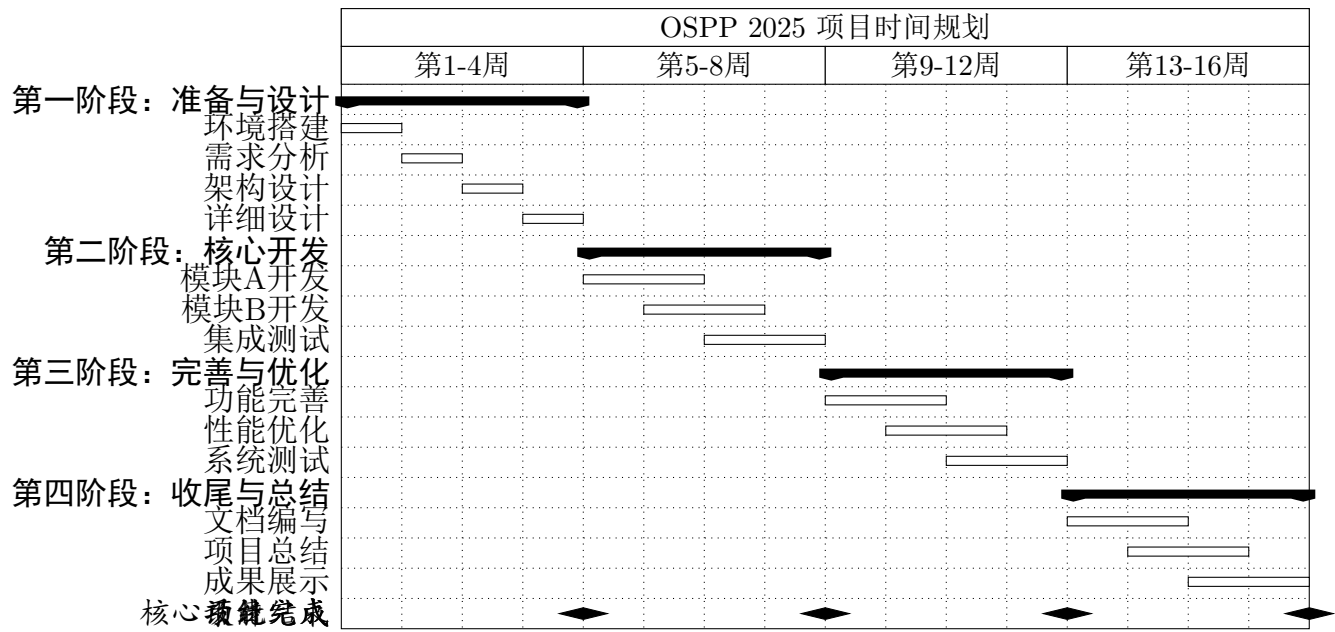 OSPP 2025 项目时间规划
第1-4周 第5-8周 第9-12周 第13-16周
第一阶段：准备与设计
环境搭建
需求分析
架构设计
详细设计
第二阶段：核心开发
模块A开发
模块B开发
集成测试
第三阶段：完善与优化
功能完善
性能优化
系统测试
第四阶段：收尾与总结
文档编写
项目总结
成果展示
核心功能完成